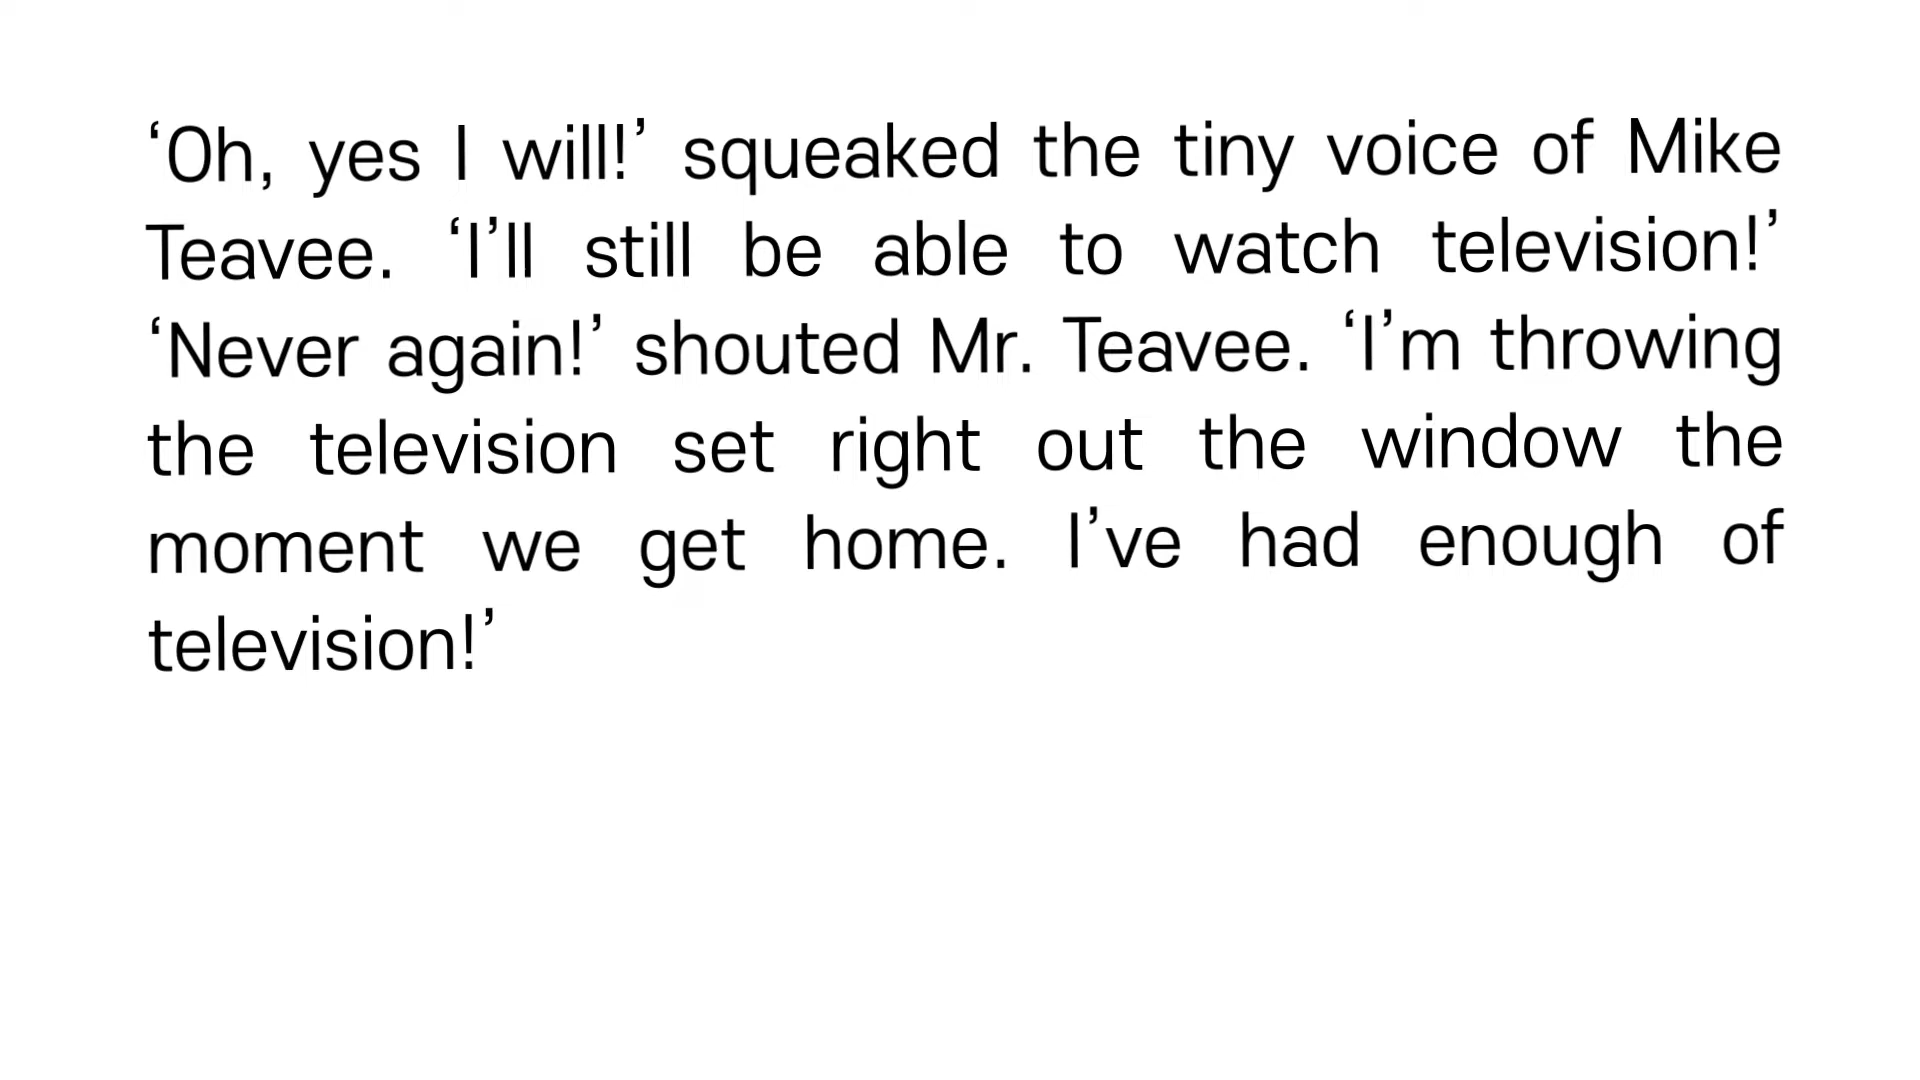 ‘Oh, yes I will!’ squeaked the tiny voice of Mike
Teavee. ‘I’ll still be able to watch television!’
‘Never again!’ shouted Mr. Teavee. ‘I’m throwing
the television set right out the window the
moment we get home. I’ve had enough of
television!’